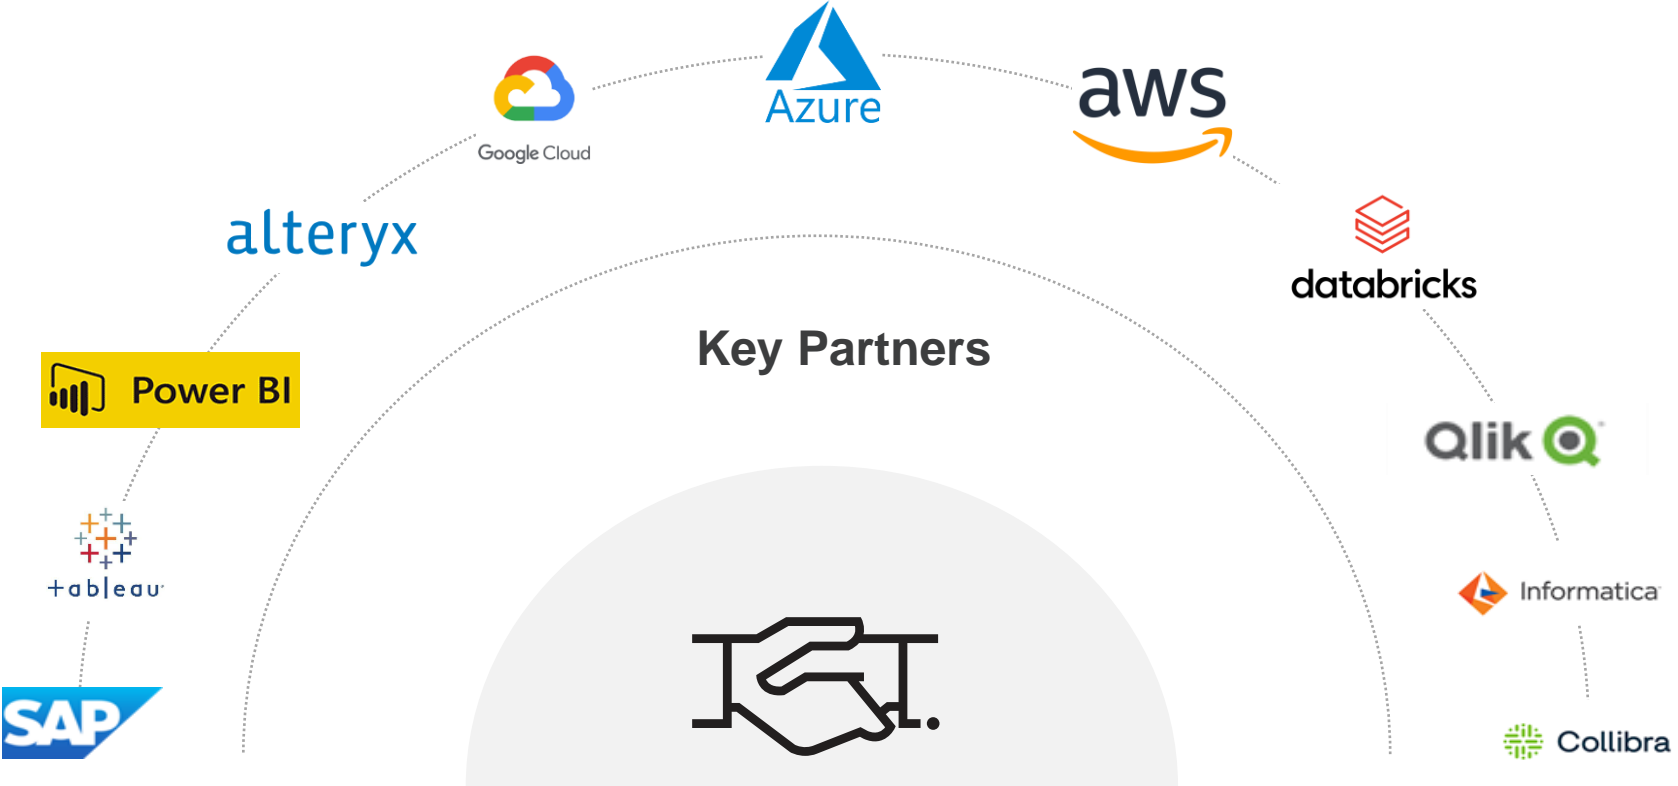 Azure
aws
Google Cloud
alteryx
databricks
Key Partners
Power BI
Qlik
tableau
Informatica
SAP
Collibra